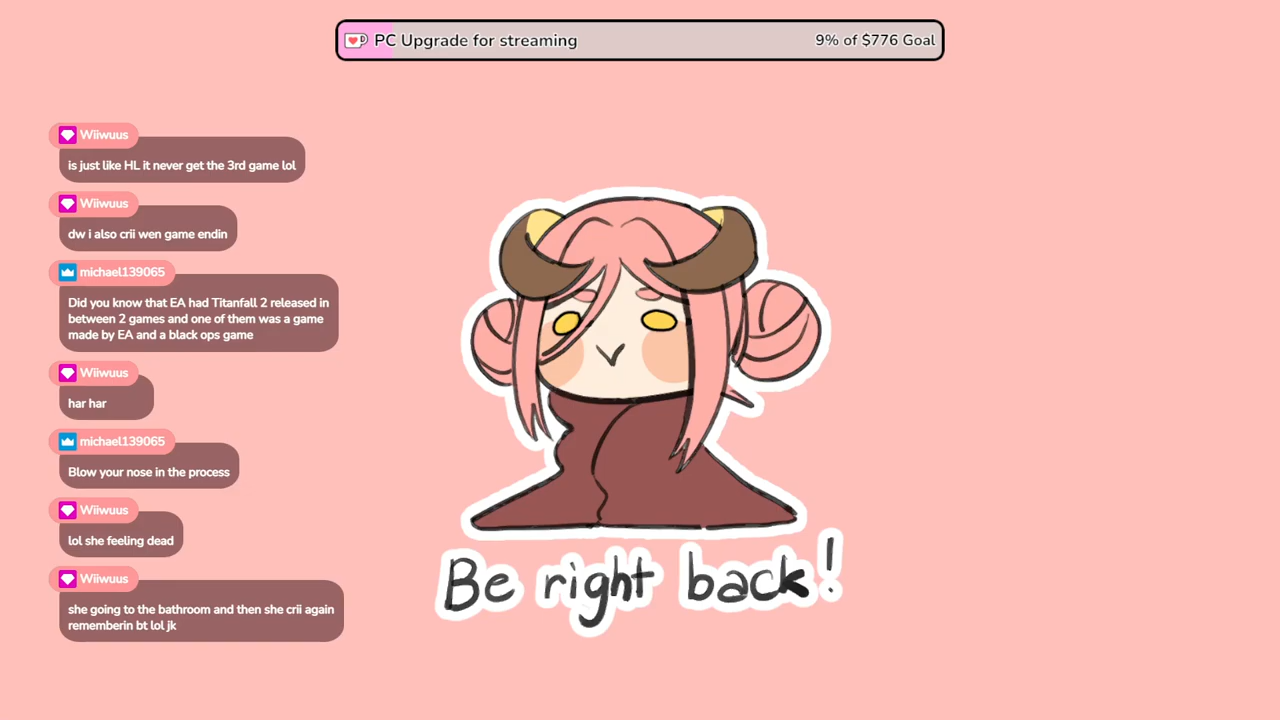 PC Upgrade for streaming 9% of $776 Goal
Wiiwuus
is just like HL it never get the 3rd game lol
Wiiwuus
dw i also crii wen game endin
michael139065
Did you know that EA had Titanfall 2 released in
between 2 games and one of them was a game
made by EA and a black ops game
Wiiwuus
har har
michael139065
Blow your nose in the process
Wiiwuus
lol she feeling dead
Wiiwuus
she going to the bathroom and then she crii again
rememberin bt lol jk
Be right back!